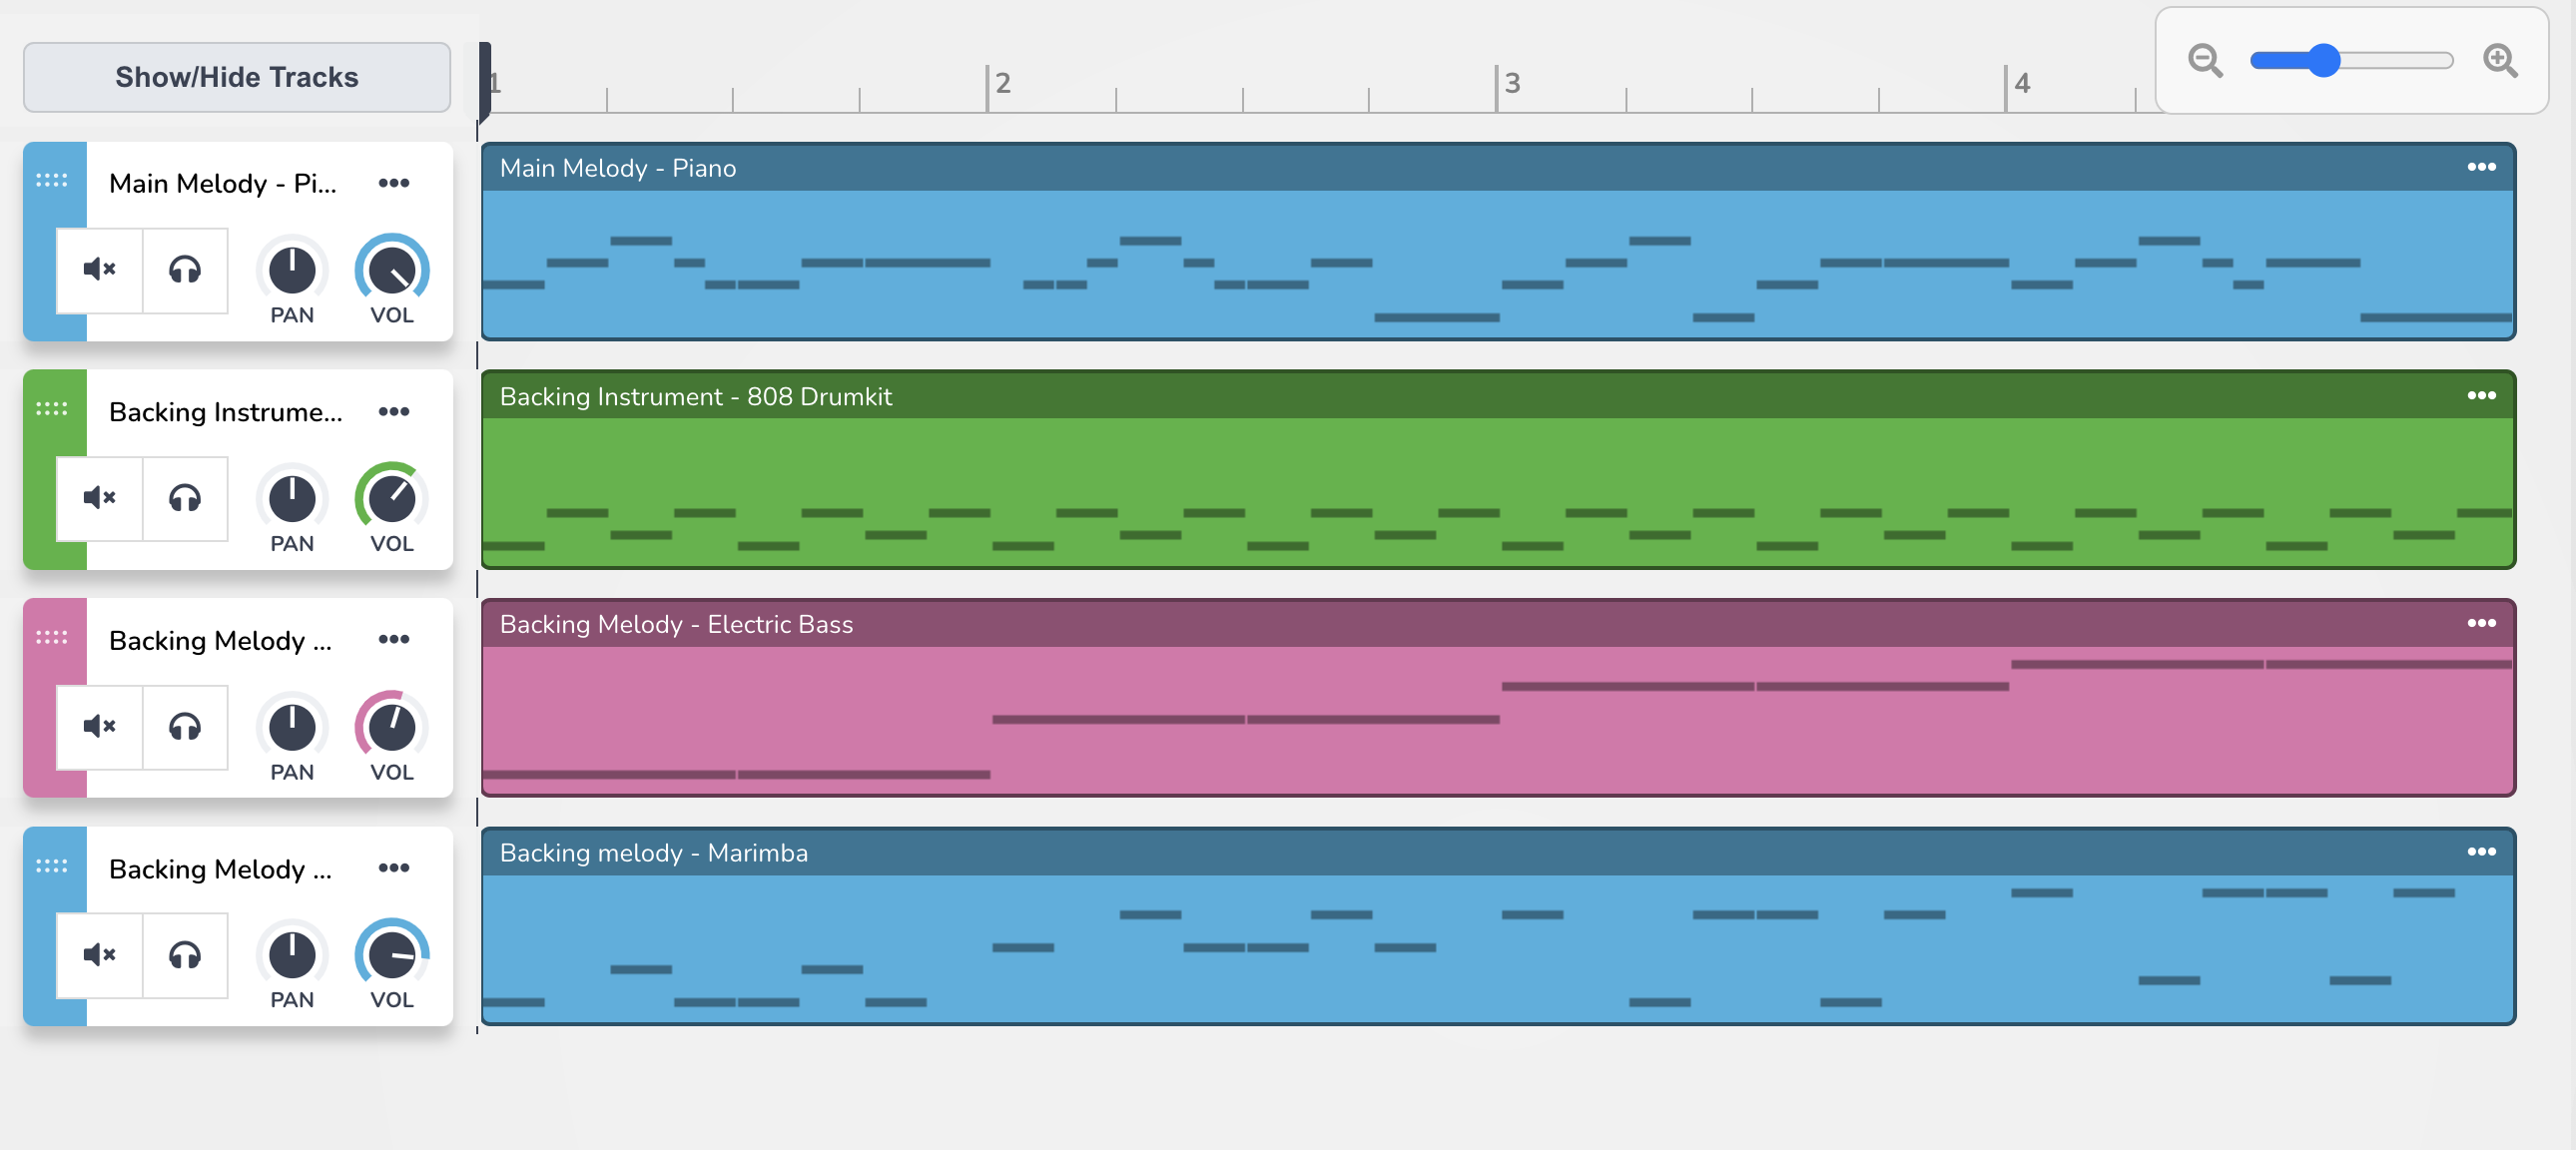 Show/Hide Tracks
1
2
3
4
Main Melody - Pi...
PAN
VOL
Main Melody - Piano
Backing Instrume...
PAN
VOL
Backing Instrument - 808 Drumkit
Backing Melody ...
PAN
VOL
Backing Melody - Electric Bass
Backing Melody ...
PAN
VOL
Backing melody - Marimba